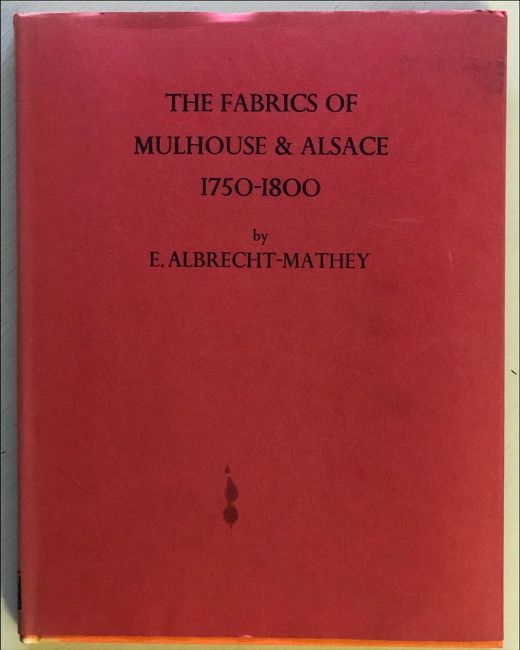 THE FABRICS OF
MULHOUSE & ALSACE
1750-1800
by
E. ALBRECHT-MATHEY